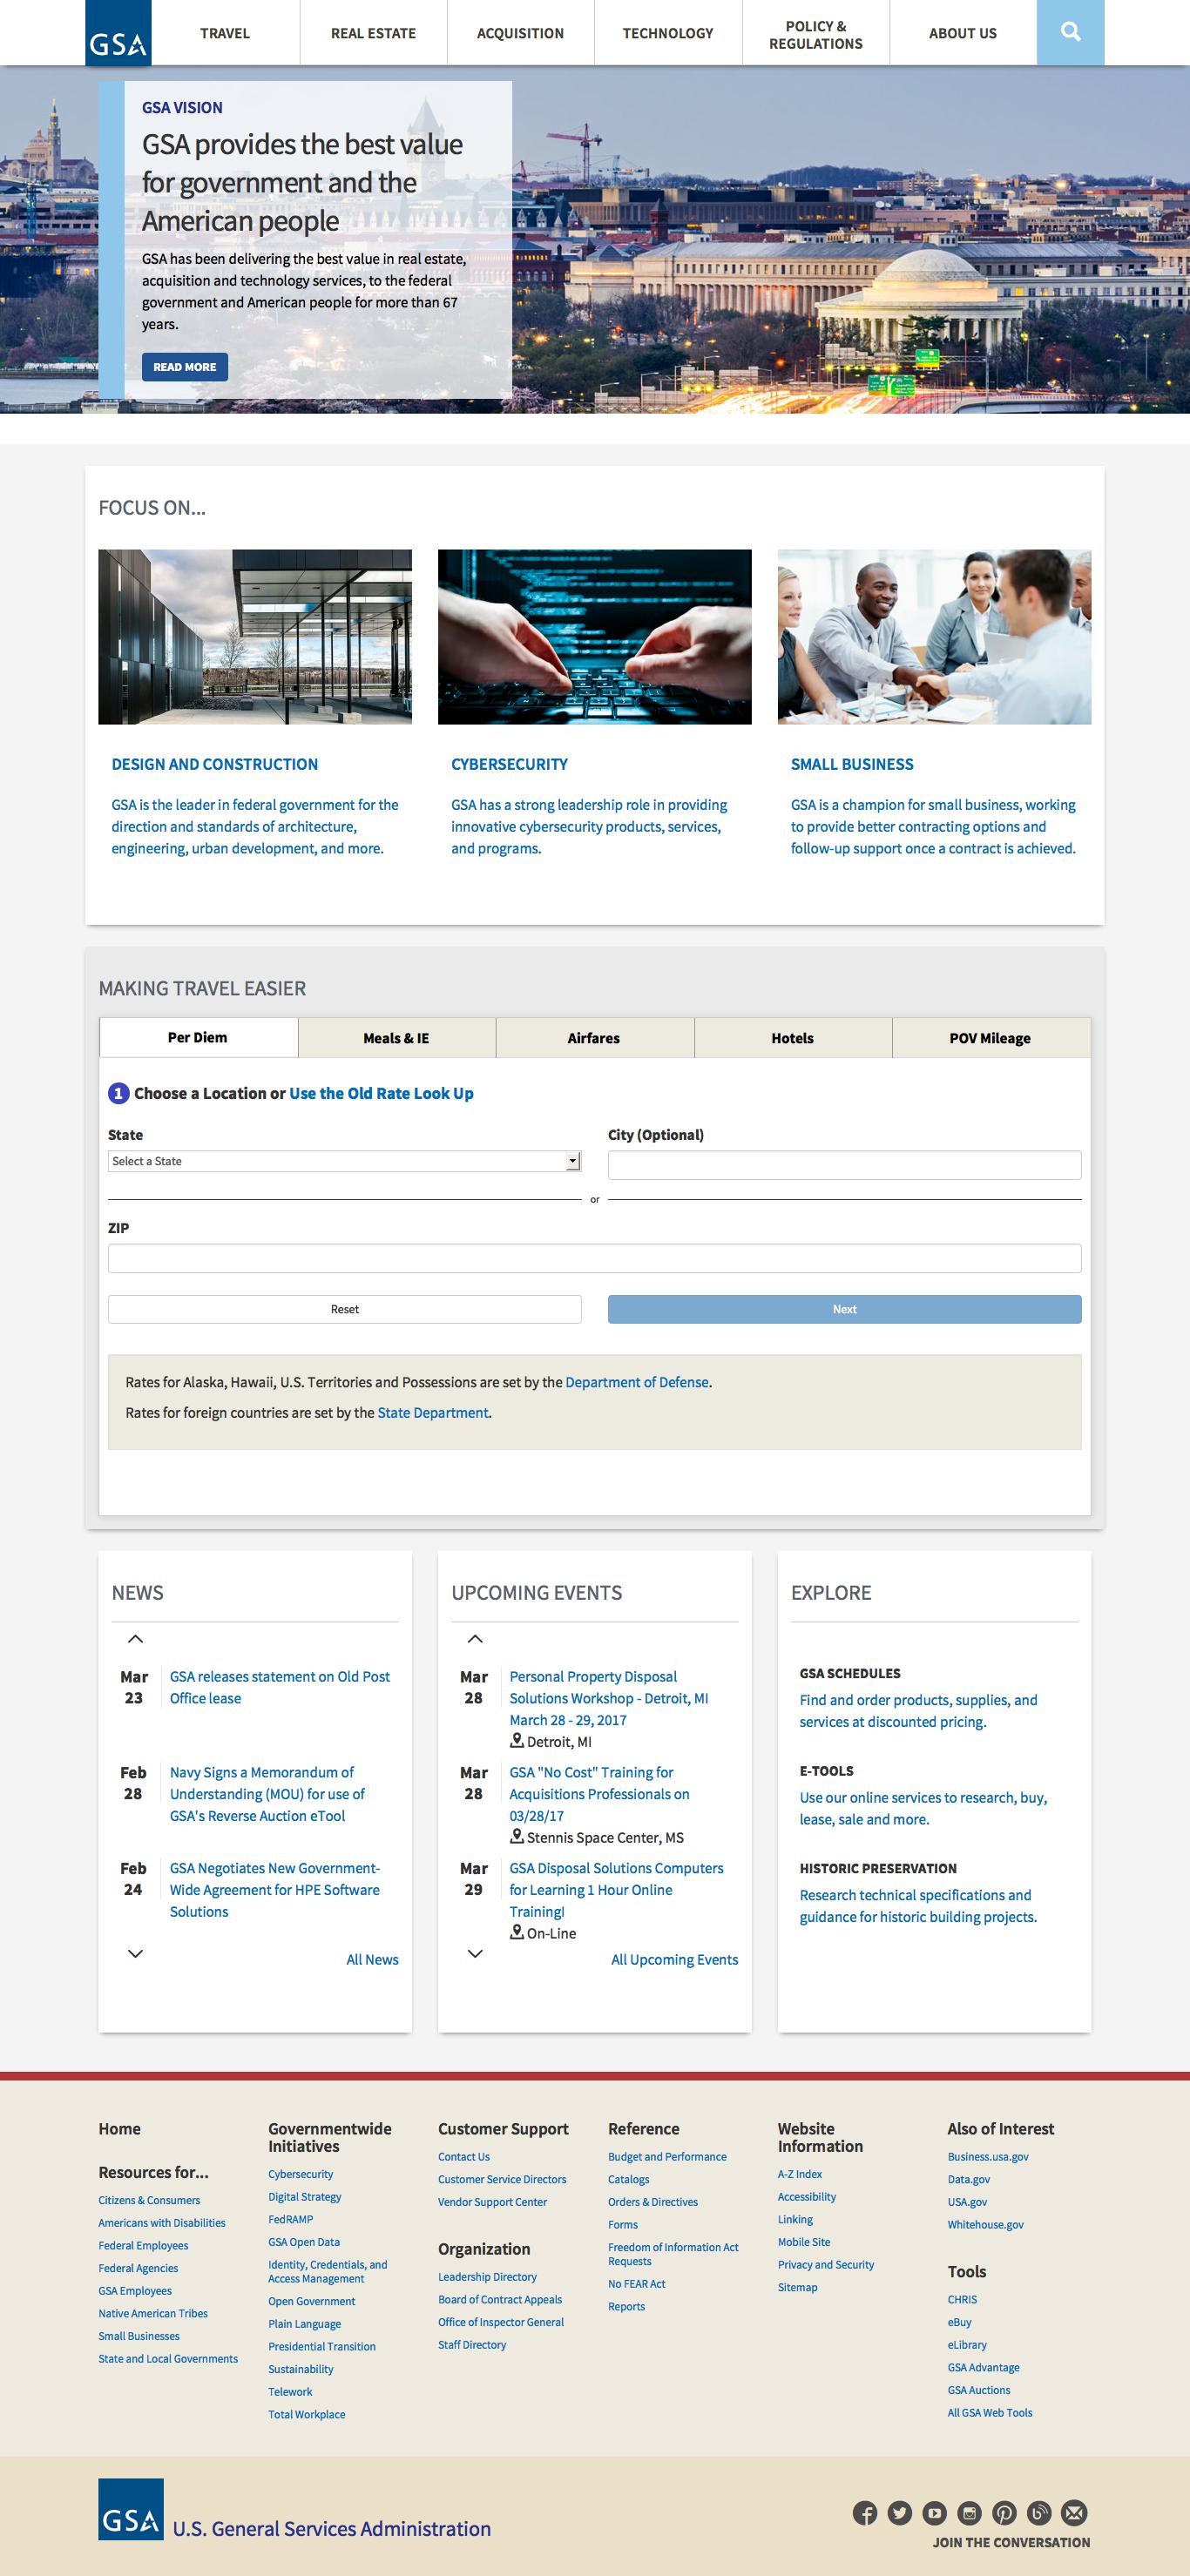 GSA
TRAVEL
REAL ESTATE
ACQUISITION
TECHNOLOGY
POLICY &
REGULATIONS
ABOUT US
GSA VISION
GSA provides the best value
for government and the
American people
GSA has been delivering the best value in real estate,
acquisition and technology services, to the federal
government and American people for more than 67
years.
READ MORE
FOCUS ON...
DESIGN AND CONSTRUCTION
GSA is the leader in federal government for the
direction and standards of architecture,
engineering, urban development, and more.
CYBERSECURITY
GSA has a strong leadership role in providing
innovative cybersecurity products, services,
and programs.
SMALL BUSINESS
GSA is a champion for small business, working
to provide better contracting options and
follow-up support once a contract is achieved.
MAKING TRAVEL EASIER
Per Diem
Meals & IE
Airfares
Hotels
POV Mileage
1 Choose a Location or Use the Old Rate Look Up
State
Select a State
City (Optional)
or
ZIP
Reset
Next
Rates for Alaska, Hawaii, U.S. Territories and Possessions are set by the Department of Defense.
Rates for foreign countries are set by the State Department.
NEWS
Mar
23
GSA releases statement on Old Post
Office lease
Feb
28
Navy Signs a Memorandum of
Understanding (MOU) for use of
GSA's Reverse Auction eTool
Feb
24
GSA Negotiates New Government-
Wide Agreement for HPE Software
Solutions
All News
UPCOMING EVENTS
Mar
28
Personal Property Disposal
Solutions Workshop - Detroit, MI
March 28 - 29, 2017
Detroit, MI
Mar
28
GSA "No Cost" Training for
Acquisitions Professionals on
03/28/17
Stennis Space Center, MS
Mar
29
GSA Disposal Solutions Computers
for Learning 1 Hour Online
Training!
On-Line
All Upcoming Events
EXPLORE
GSA SCHEDULES
Find and order products, supplies, and
services at discounted pricing.
E-TOOLS
Use our online services to research, buy,
lease, sale and more.
HISTORIC PRESERVATION
Research technical specifications and
guidance for historic building projects.
Home
Resources for...
Citizens & Consumers
Americans with Disabilities
Federal Employees
Federal Agencies
GSA Employees
Native American Tribes
Small Businesses
State and Local Governments
Governmentwide
Initiatives
Cybersecurity
Digital Strategy
FedRAMP
GSA Open Data
Identity, Credentials, and
Access Management
Open Government
Plain Language
Presidential Transition
Sustainability
Telework
Total Workplace
Customer Support
Contact Us
Customer Service Directors
Vendor Support Center
Organization
Leadership Directory
Board of Contract Appeals
Office of Inspector General
Staff Directory
Reference
Budget and Performance
Catalogs
Orders & Directives
Forms
Freedom of Information Act
Requests
No FEAR Act
Reports
Website
Information
A-Z Index
Accessibility
Linking
Mobile Site
Privacy and Security
Sitemap
Also of Interest
Business.usa.gov
Data.gov
USA.gov
Whitehouse.gov
Tools
CHRIS
eBuy
eLibrary
GSA Advantage
GSA Auctions
All GSA Web Tools
GSA
U.S. General Services Administration
JOIN THE CONVERSATION